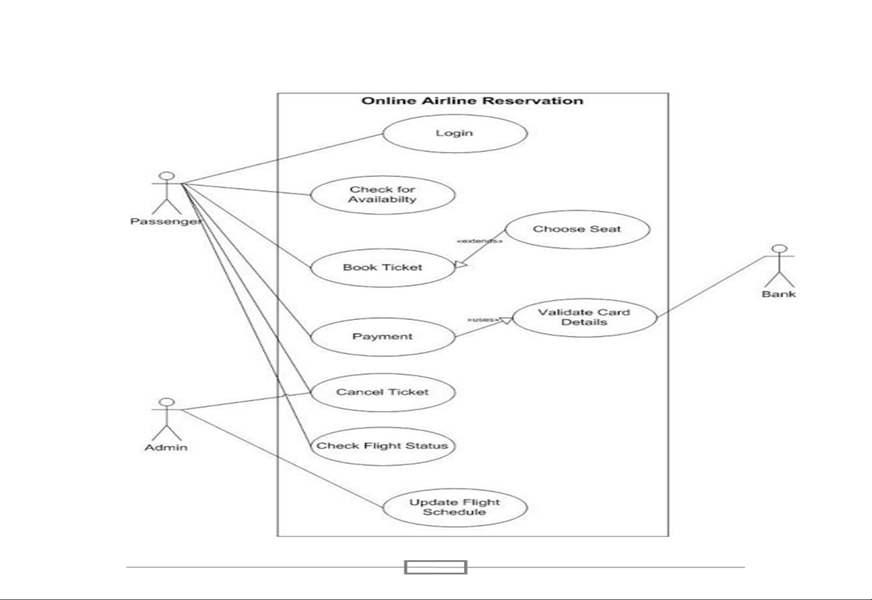 Online Airline Reservation
Login
Check for
Availabilty
Passenger
Choose Seat
«extends»
Book Ticket
Bank
Validate Card
Details
«uses»
Payment
Cancel Ticket
Admin
Check Flight Status
Update Flight
Schedule